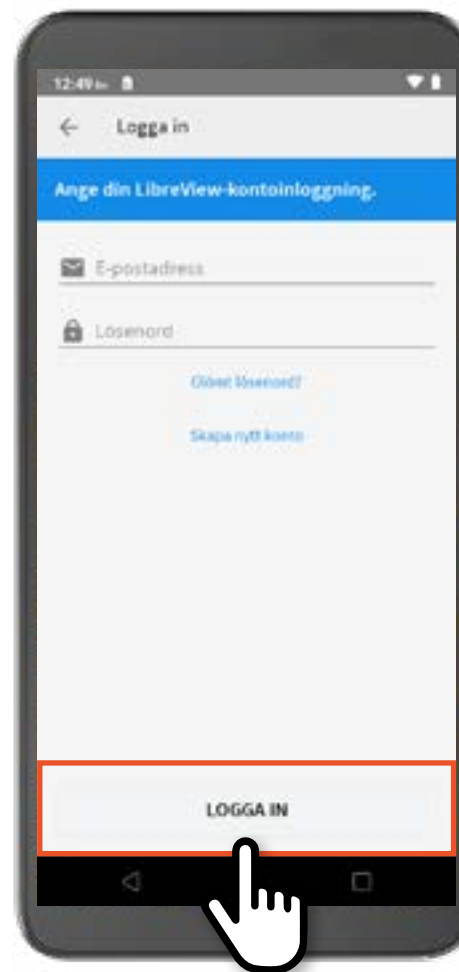 12:49
Logga in
Ange din LibreView-kontoinloggning.
E-postadress
Lösenord
Glömt lösenord?
Skapa nytt konto
LOGGA IN